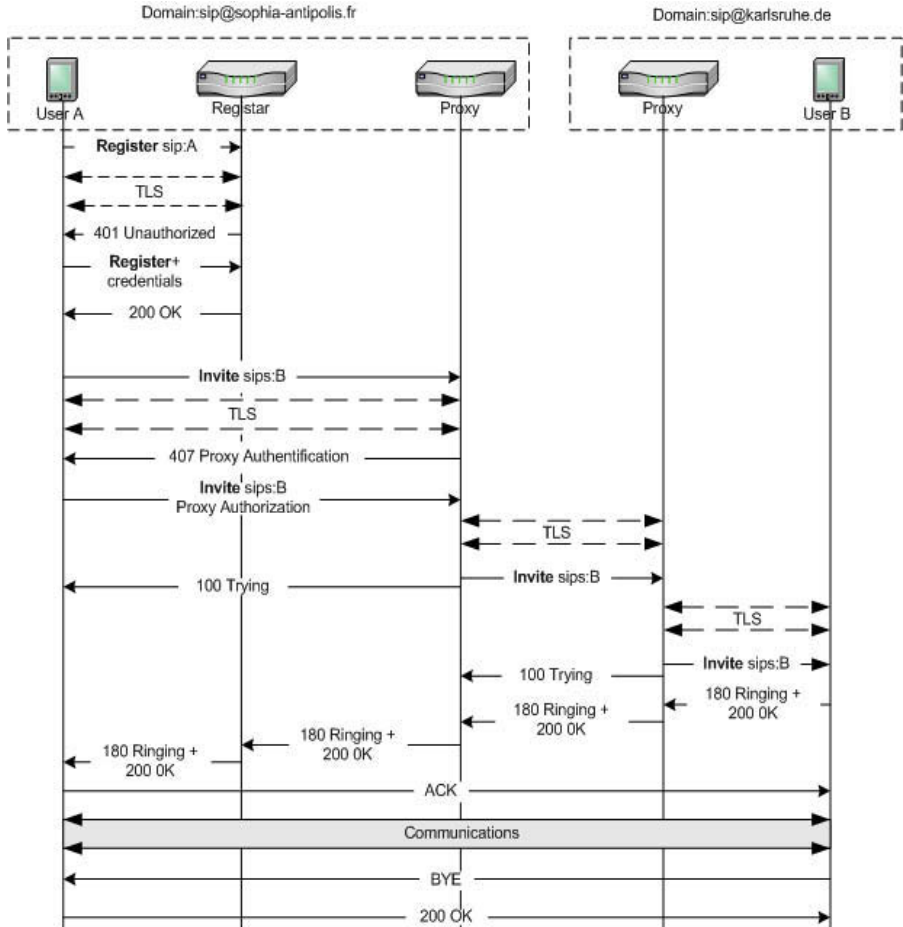 Domain:sip@sophia-antipolis.fr
Domain:sip@karlsruhe.de
User A
Registar
Proxy
Proxy
User B
Register sip:A
TLS
401 Unauthorized
Register+
credentials
200 OK
Invite sips:B
TLS
407 Proxy Authentification
Invite sips:B
Proxy Authorization
TLS
Invite sips:B
100 Trying
TLS
Invite sips:B
100 Trying
180 Ringing +
200 0K
180 Ringing +
200 0K
180 Ringing +
200 0K
180 Ringing +
200 0K
ACK
Communications
BYE
200 OK